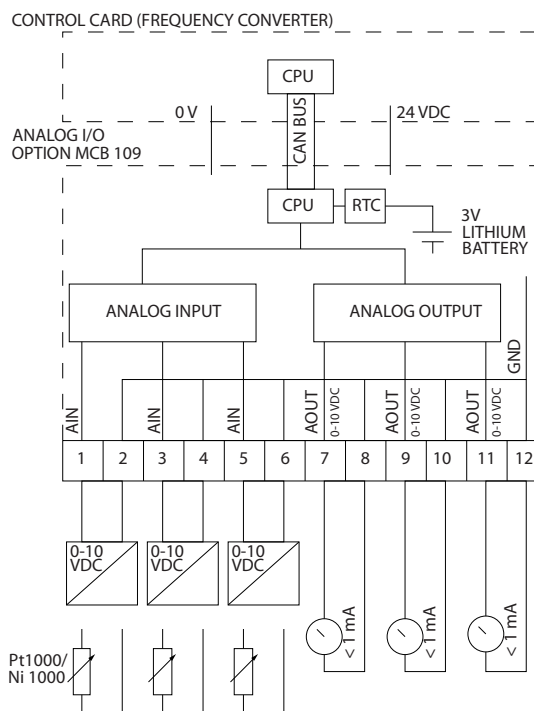 CONTROL CARD (FREQUENCY CONVERTER)
CPU
0 V
24 VDC
CAN BUS
ANALOG I/O
OPTION MCB 109
CPU
RTC
3V
LITHIUM
BATTERY
ANALOG INPUT
ANALOG OUTPUT
GND
AIN
AIN
AIN
AOUT
0-10 VDC
AOUT
0-10 VDC
AOUT
0-10 VDC
1 2 3 4 5 6 7 8 9 10 11 12
0-10
VDC
0-10
VDC
0-10
VDC
< 1 mA
< 1 mA
< 1 mA
Pt1000/
Ni 1000